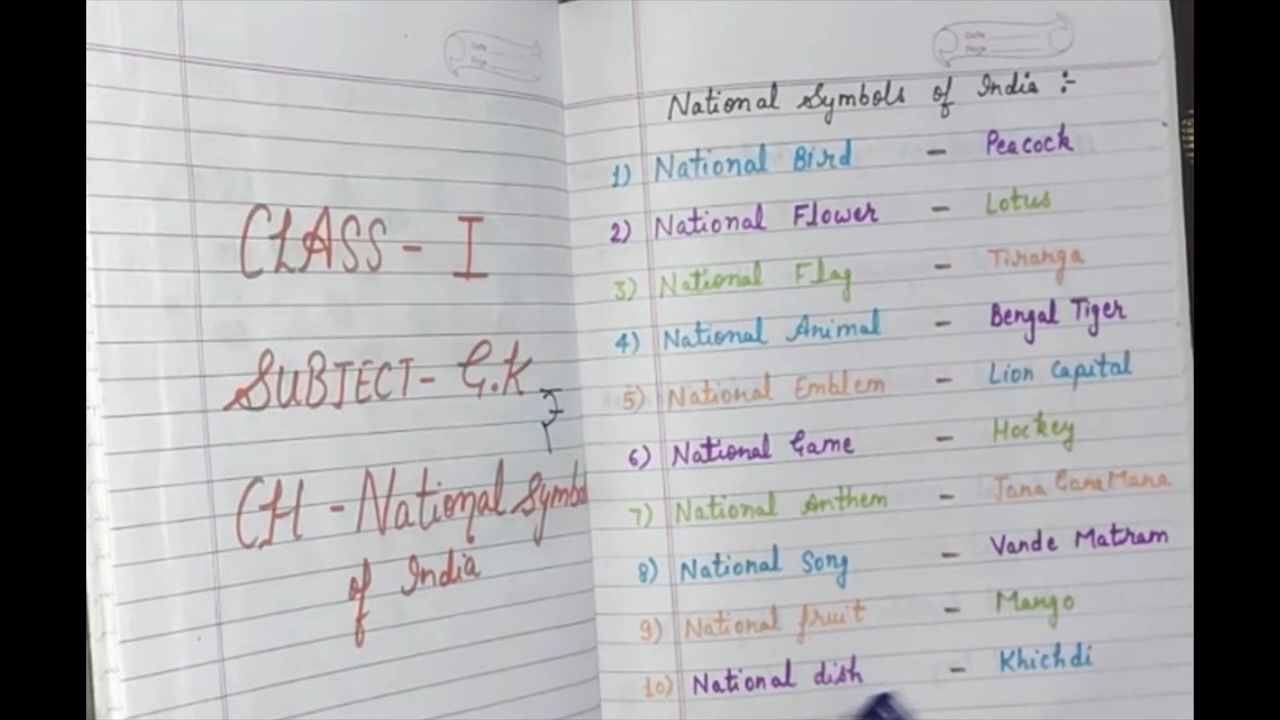 CLASS - I
SUBJECT - G.K
CH - National Symbol
of India
Date
Page
National Symbols of India :-
1) National Bird - Peacock
2) National Flower - Lotus
3) National Flag - Tiranga
4) National Animal - Bengal Tiger
5) National Emblem - Lion Capital
6) National Game - Hockey
7) National Anthem - Jana Gana Mana
8) National Song - Vande Matram
9) National fruit - Mango
10) National dish - Khichdi